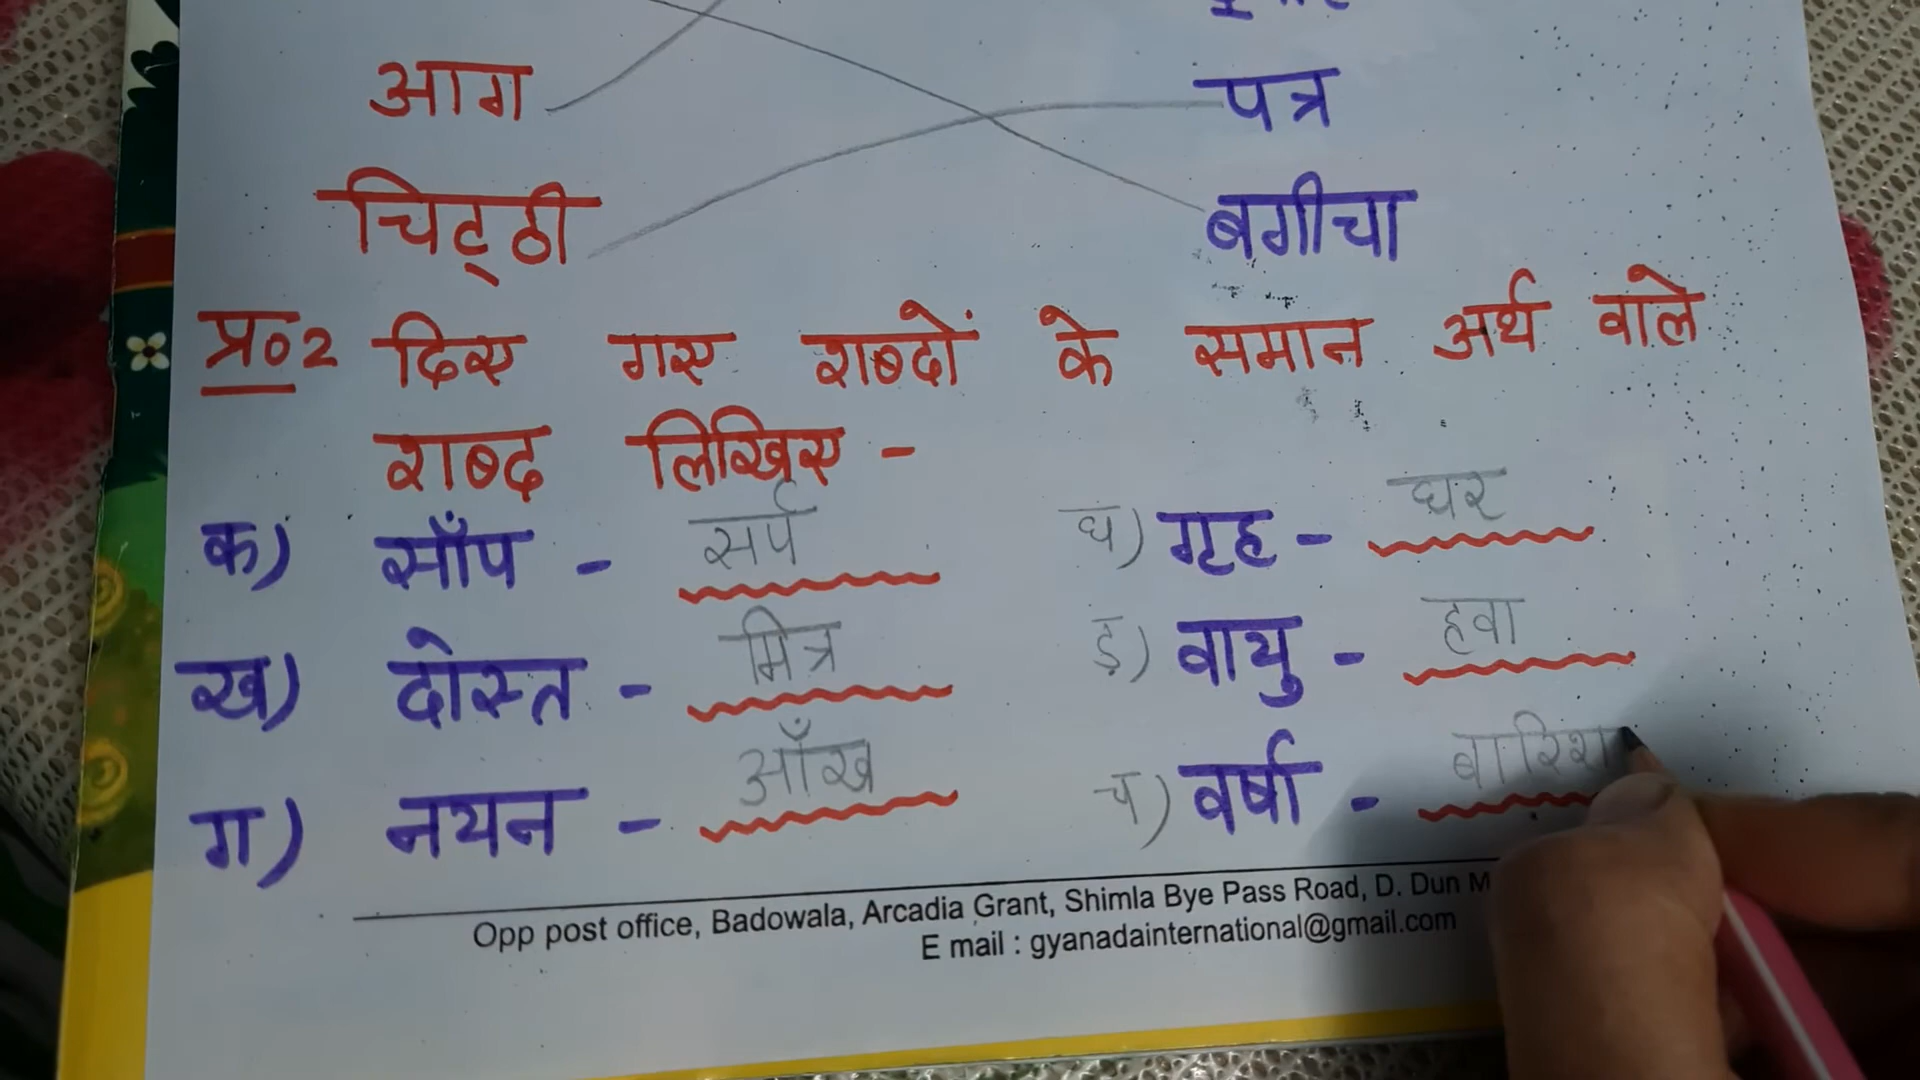 आग पत्र
चिट्ठी बगीचा
प्र०2 दिए गए शब्दों के समान अर्थ वाले
शब्द लिखिए -
क) साँप - सर्प घ) गृह - घर
ख) दोस्त - मित्र ड़) वायु - हवा
ग) नयन - आँख च) वर्षा - बारिश
Opp post office, Badowala, Arcadia Grant, Shimla Bye Pass Road, D. Dun
E mail : gyanadainternational@gmail.com